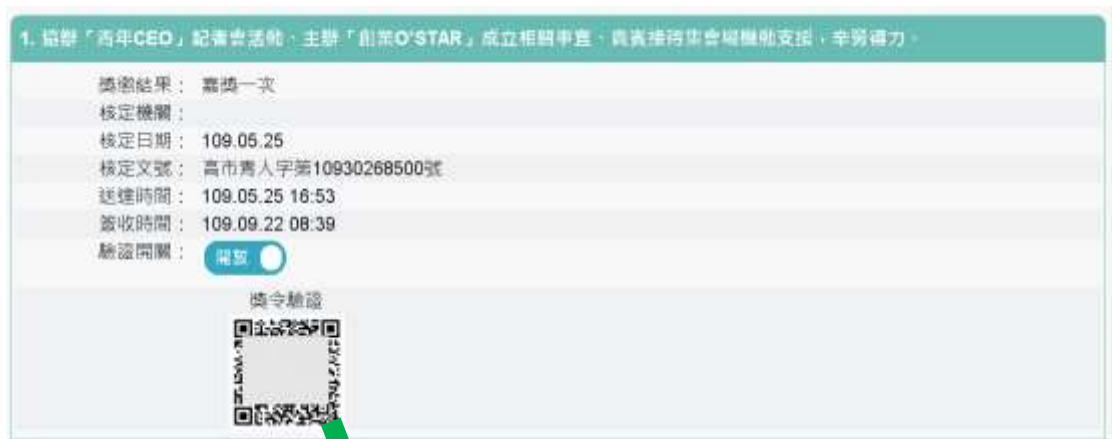 1. 協辦「青年CEO」記者會活動、主辦「創業O'STAR」成立相關事宜、貴賓接待集會場機動支援，辛勞得力。
獎懲結果： 嘉獎一次
核定機關：
核定日期： 109.05.25
核定文號： 高市青人字第10930268500號
送達時間： 109.05.25 16:53
簽收時間： 109.09.22 08:39
驗證開關： 開放
獎令驗證